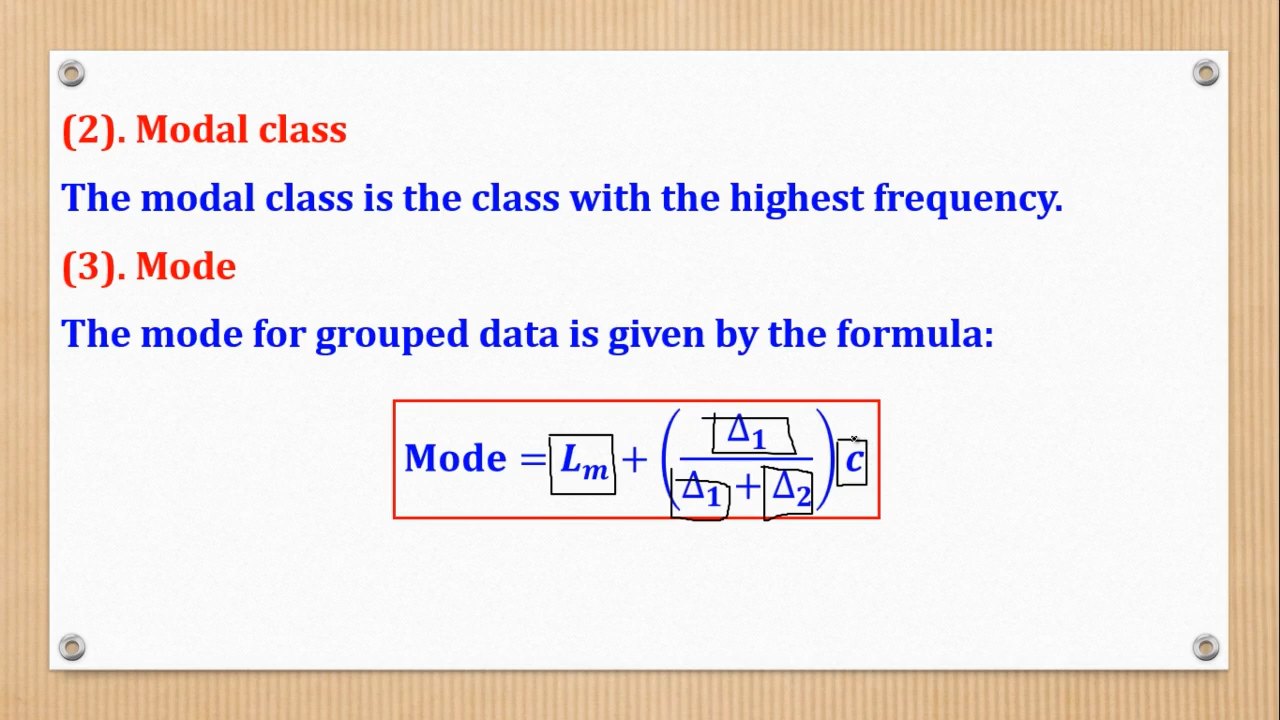 (2). Modal class
The modal class is the class with the highest frequency.
(3). Mode
The mode for grouped data is given by the formula:
Mode = Lₘ + (Δ₁ / (Δ₁ + Δ₂)) c